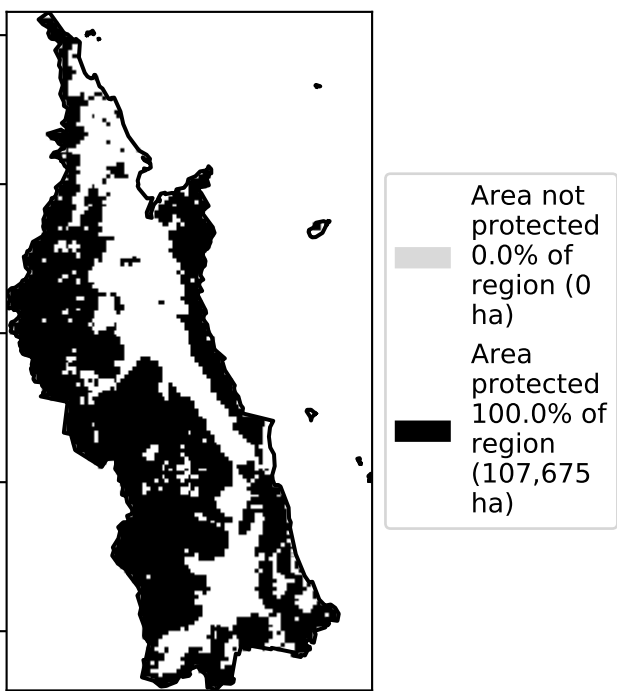 Area not
protected
0.0% of
region (0
ha)
Area
protected
100.0% of
region
(107,675
ha)